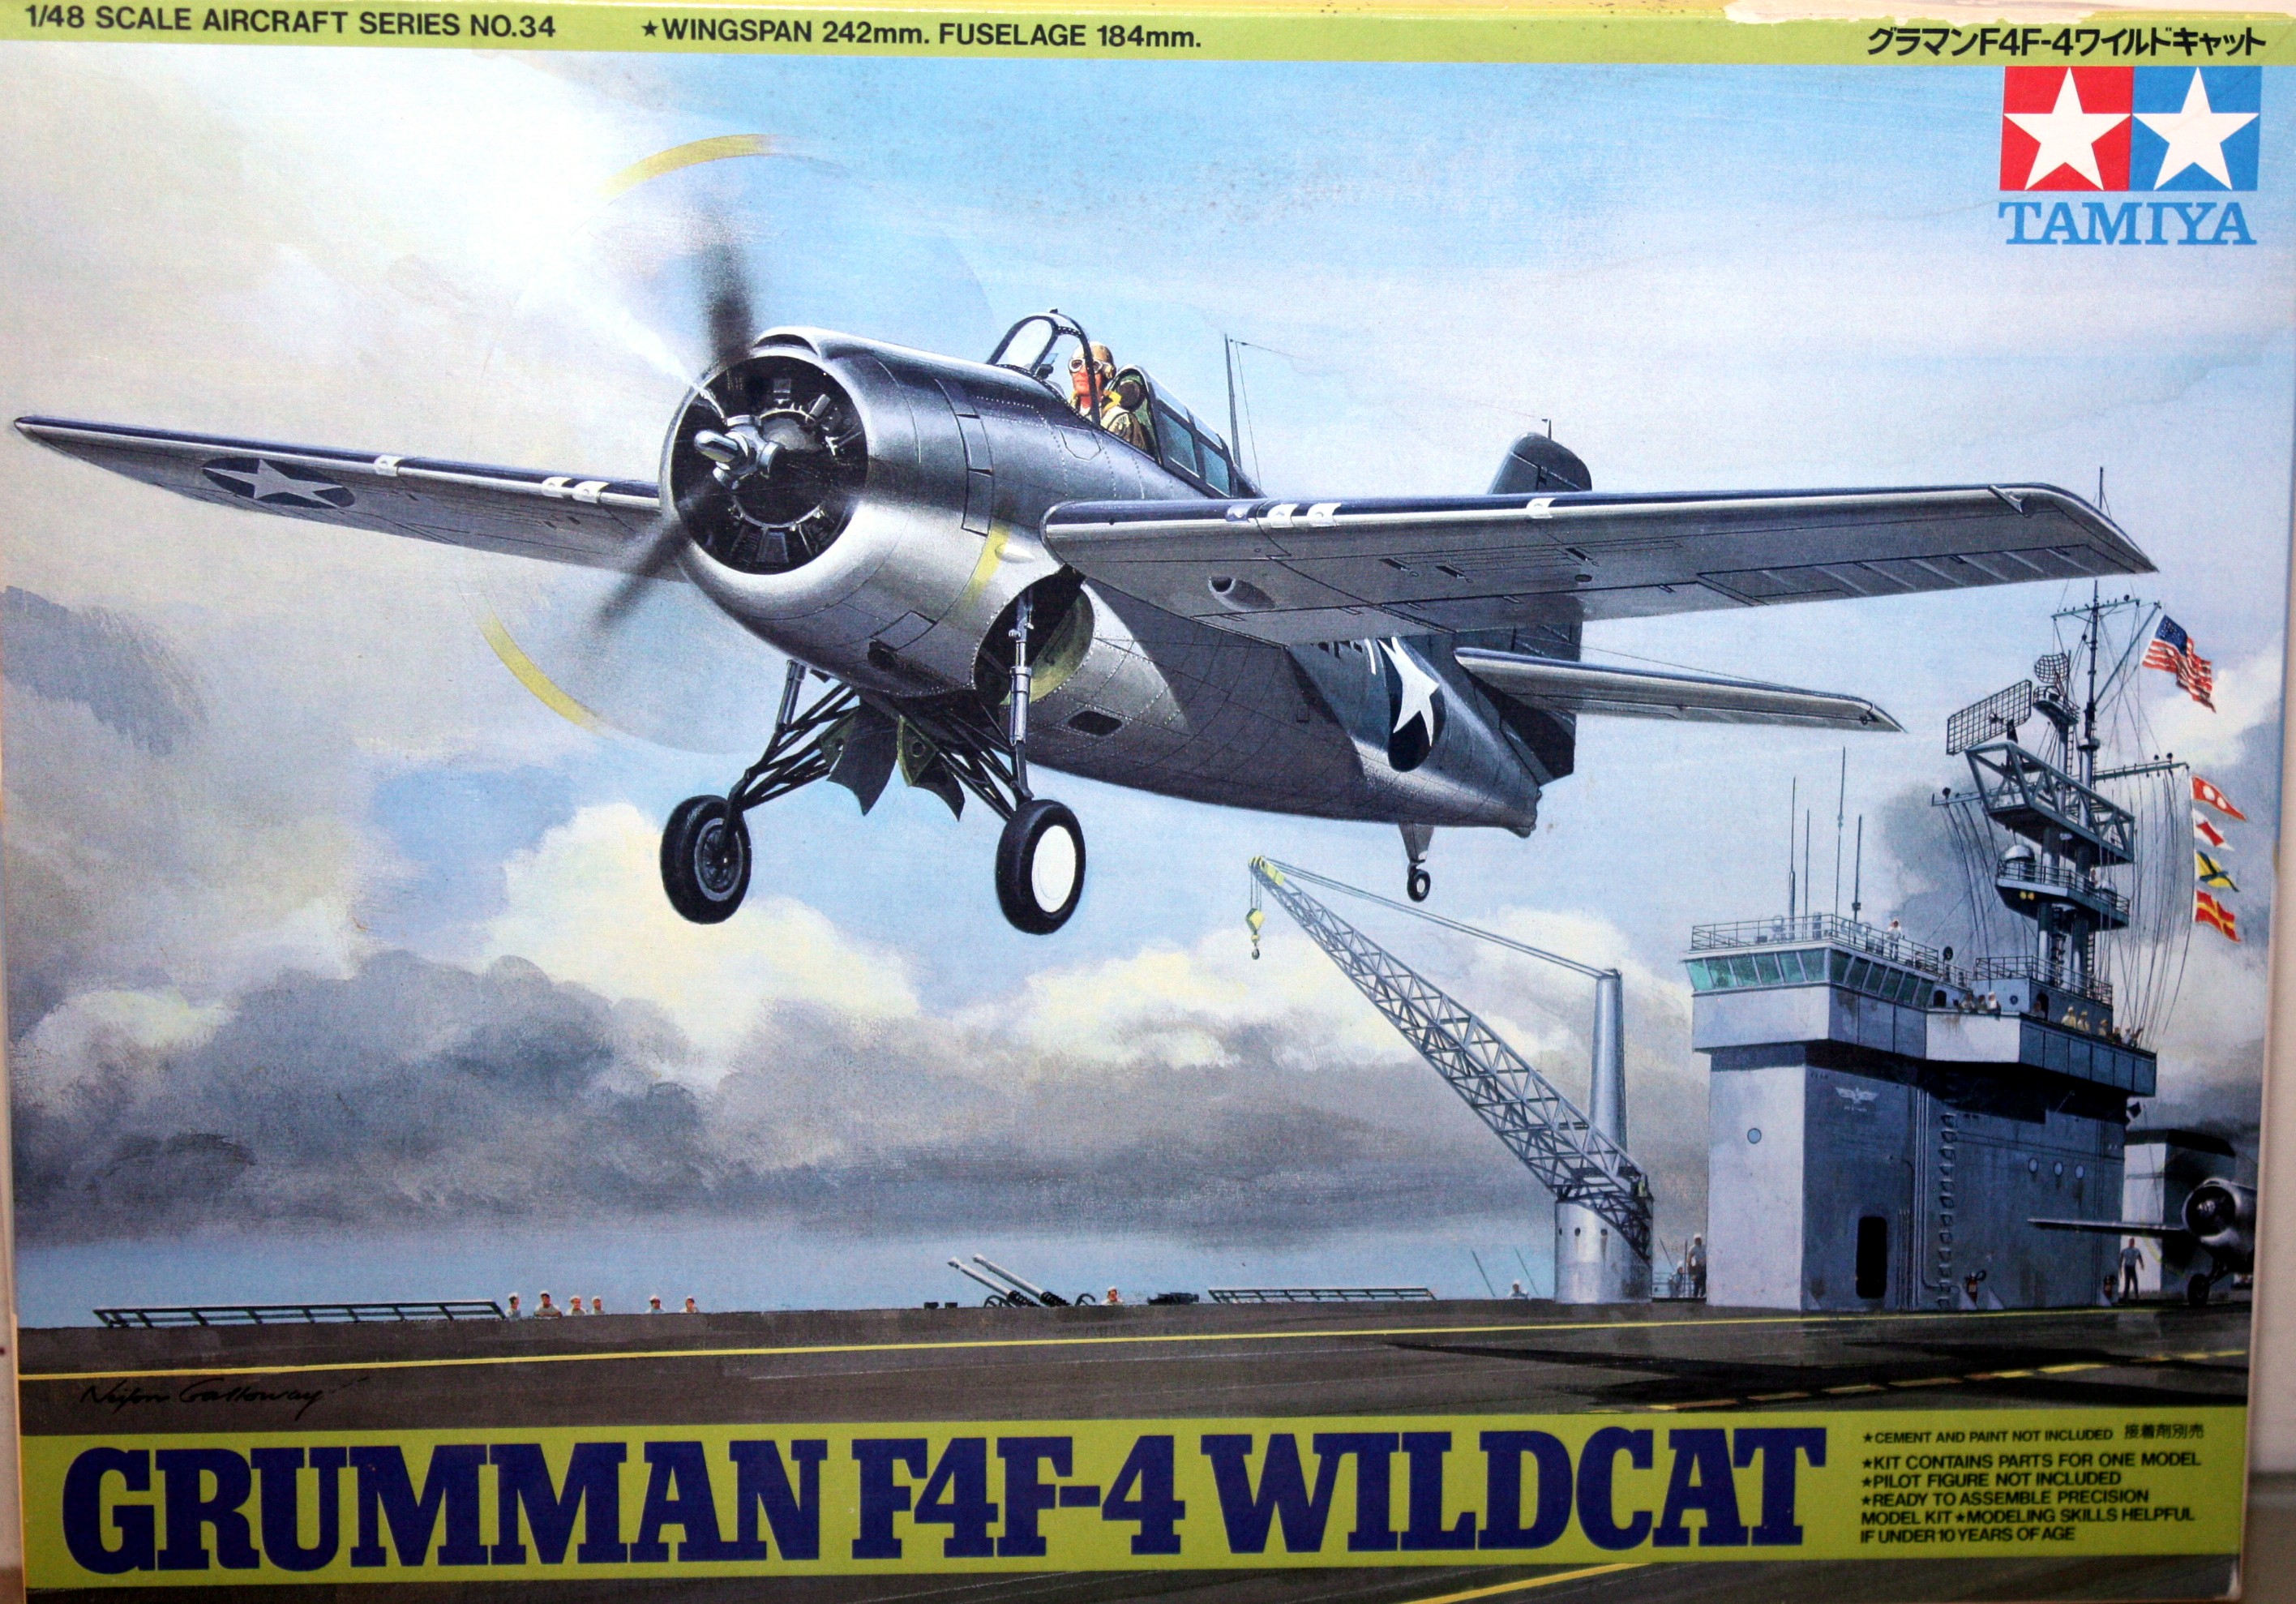 1/48 SCALE AIRCRAFT SERIES NO.34
★WINGSPAN 242mm. FUSELAGE 184mm.
グラマンF4F-4ワイルドキャット
TAMIYA
Nixon Galloway
GRUMMAN F4F-4 WILDCAT
★CEMENT AND PAINT NOT INCLUDED 接着剤別売
★KIT CONTAINS PARTS FOR ONE MODEL
★PILOT FIGURE NOT INCLUDED
★READY TO ASSEMBLE PRECISION
MODEL KIT★MODELING SKILLS HELPFUL
IF UNDER 10 YEARS OF AGE